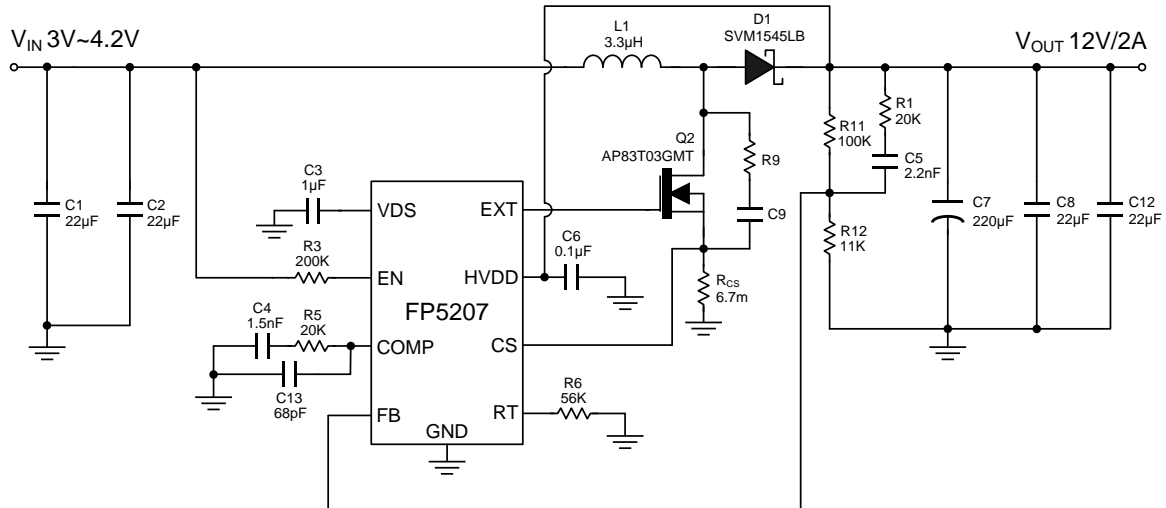 V_IN 3V~4.2V
L1
3.3µH
D1
SVM1545LB
V_OUT 12V/2A
C1
22µF
C2
22µF
Q2
AP83T03GMT
R9
C9
R11
100K
R1
20K
C5
2.2nF
R12
11K
C7
220µF
C8
22µF
C12
22µF
C3
1µF
VDS
EXT
C6
0.1µF
R3
200K
EN
HVDD
R_CS
6.7m
FP5207
C4
1.5nF
R5
20K
COMP
CS
C13
68pF
R6
56K
FB
RT
GND